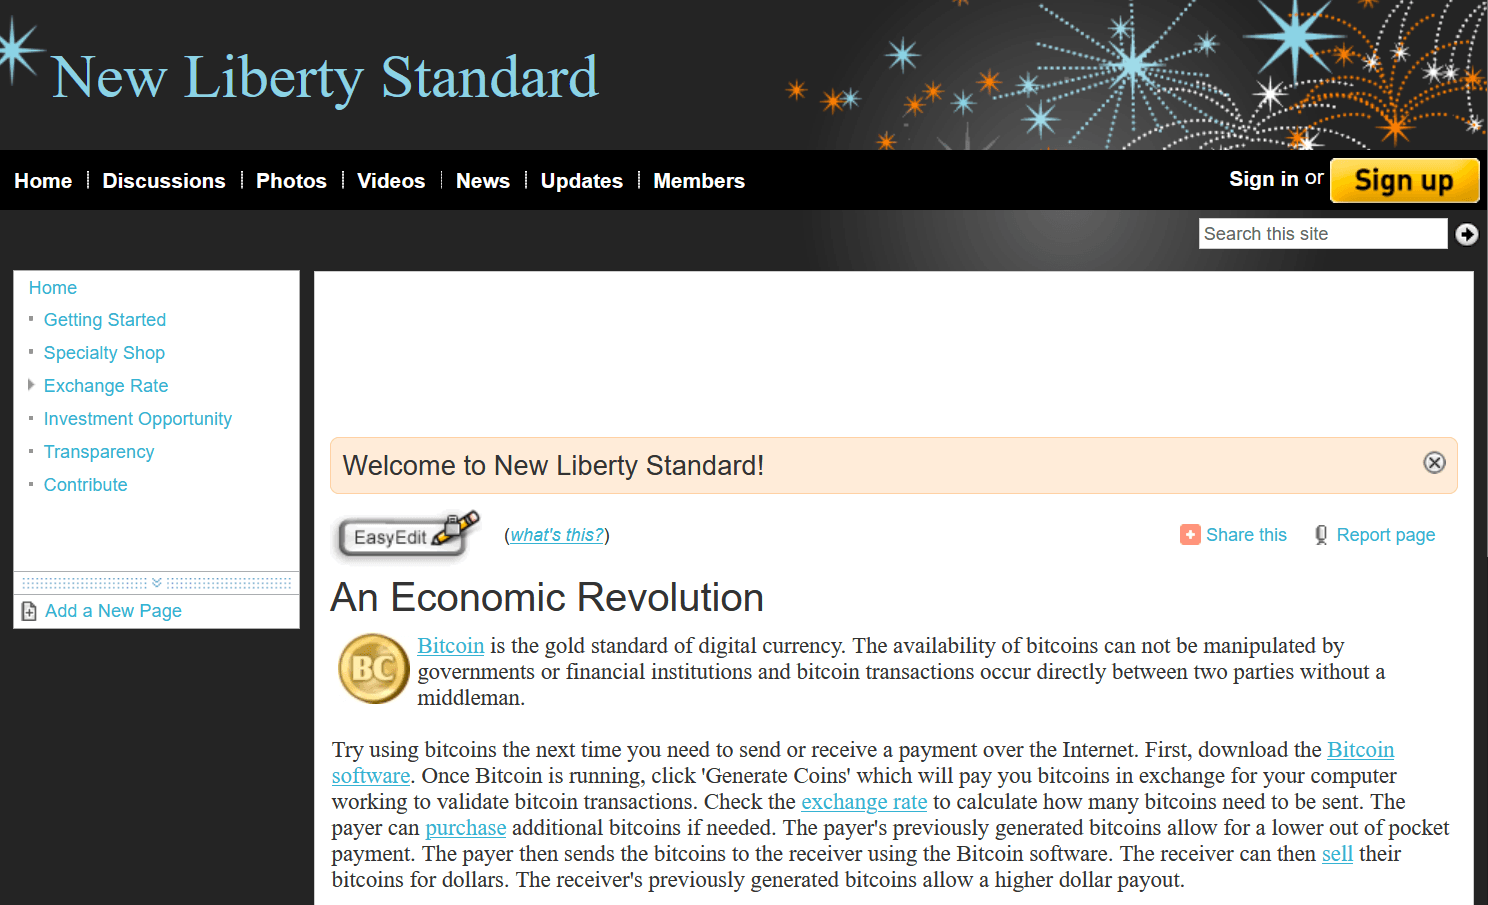 New Liberty Standard
Home
Discussions
Photos
Videos
News
Updates
Members
Sign in or
Sign up
Search this site
Home
Getting Started
Specialty Shop
Exchange Rate
Investment Opportunity
Transparency
Contribute
Add a New Page
Welcome to New Liberty Standard!
EasyEdit
(what's this?)
Share this
Report page
An Economic Revolution
BC
Bitcoin is the gold standard of digital currency. The availability of bitcoins can not be manipulated by
governments or financial institutions and bitcoin transactions occur directly between two parties without a
middleman.
Try using bitcoins the next time you need to send or receive a payment over the Internet. First, download the Bitcoin
software. Once Bitcoin is running, click 'Generate Coins' which will pay you bitcoins in exchange for your computer
working to validate bitcoin transactions. Check the exchange rate to calculate how many bitcoins need to be sent. The
payer can purchase additional bitcoins if needed. The payer's previously generated bitcoins allow for a lower out of pocket
payment. The payer then sends the bitcoins to the receiver using the Bitcoin software. The receiver can then sell their
bitcoins for dollars. The receiver's previously generated bitcoins allow a higher dollar payout.